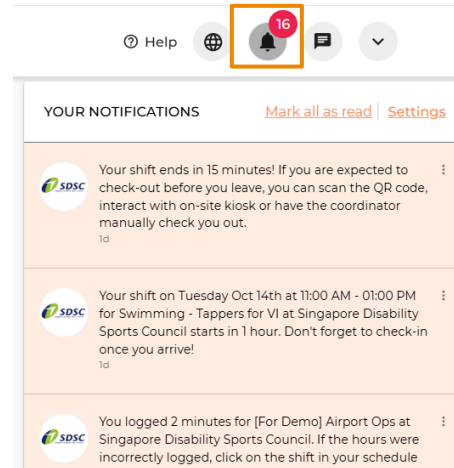 16
Help
YOUR NOTIFICATIONS Mark all as read Settings
Your shift ends in 15 minutes! If you are expected to
check-out before you leave, you can scan the QR code,
interact with on-site kiosk or have the coordinator
manually check you out.
SDSC
1d
Your shift on Tuesday Oct 14th at 11:00 AM - 01:00 PM
for Swimming - Tappers for VI at Singapore Disability
Sports Council starts in 1 hour. Don't forget to check-in
once you arrive!
SDSC
1d
You logged 2 minutes for [For Demo] Airport Ops at
Singapore Disability Sports Council. If the hours were
incorrectly logged, click on the shift in your schedule
SDSC